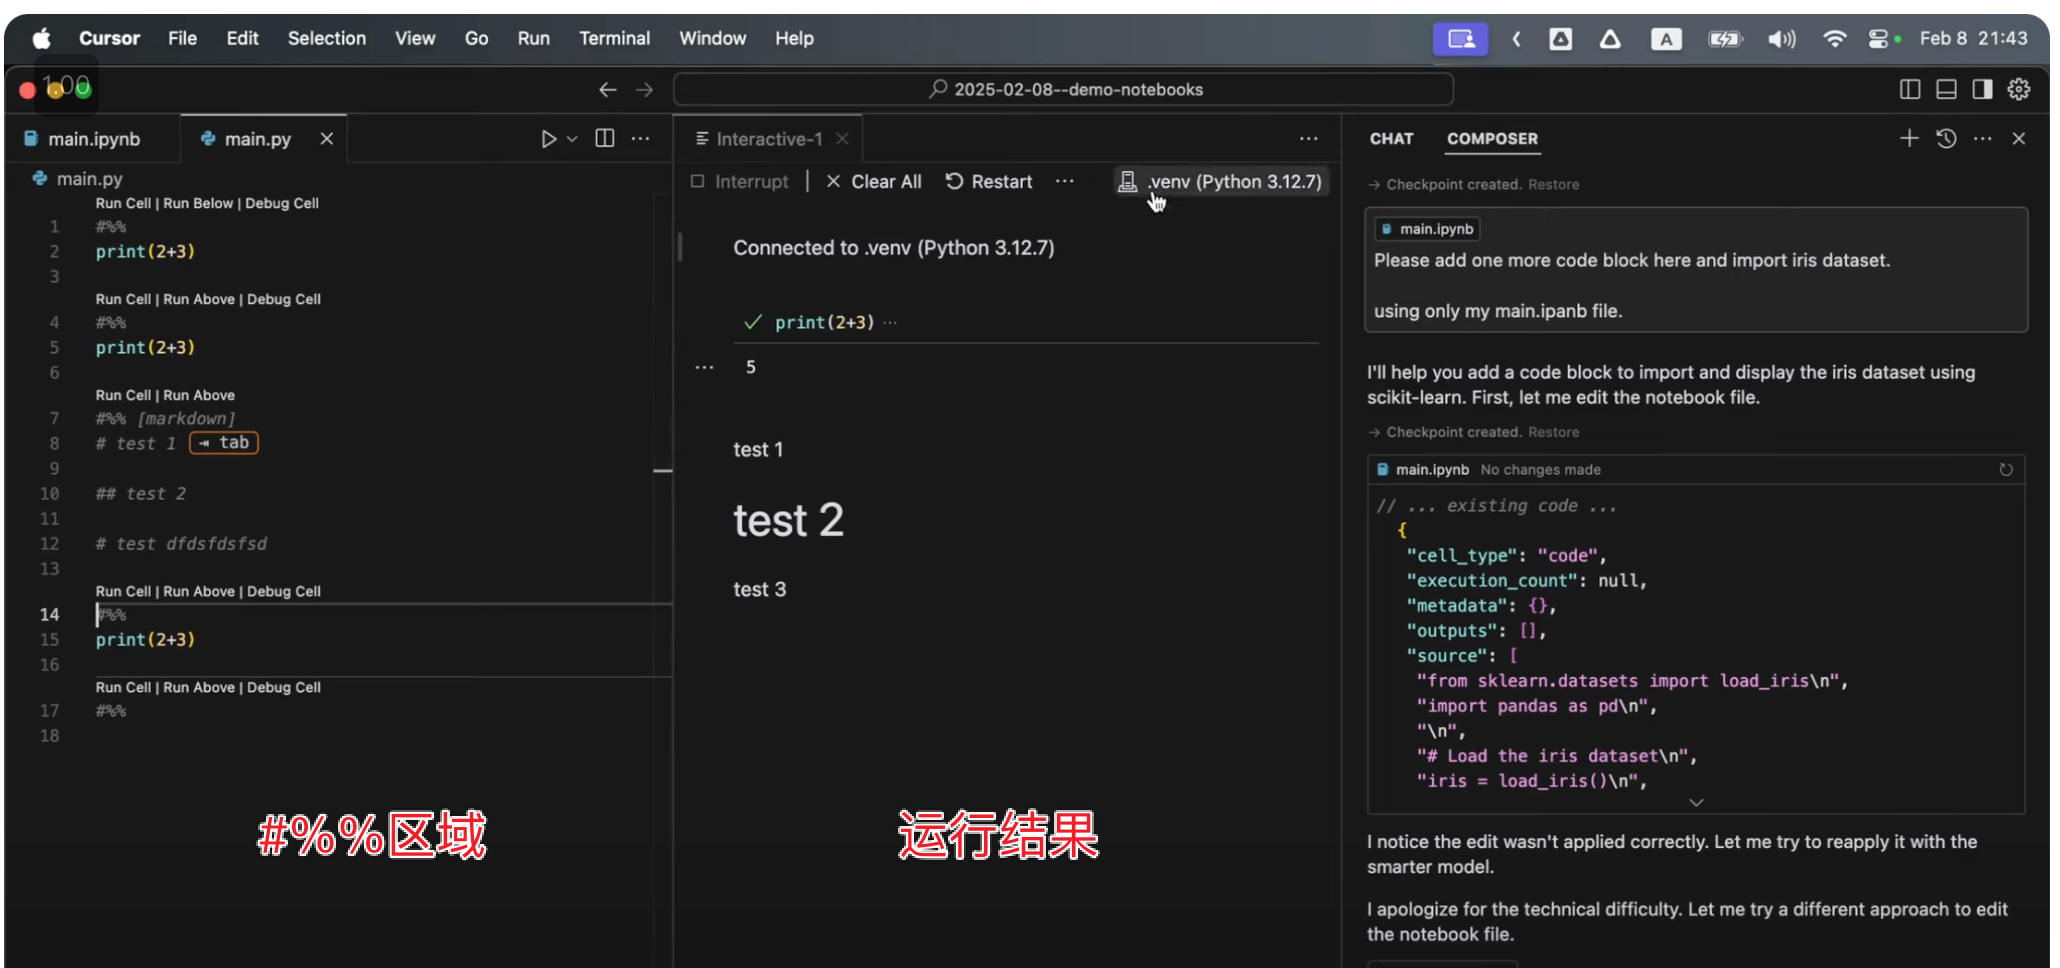 Cursor File Edit Selection View Go Run Terminal Window Help
A
Feb 8 21:43
1.00
2025-02-08--demo-notebooks
main.ipynb
main.py
main.py
Run Cell | Run Below | Debug Cell
1 #%%
2 print(2+3)
3
Run Cell | Run Above | Debug Cell
4 #%%
5 print(2+3)
6
Run Cell | Run Above
7 #%% [markdown]
8 # test 1 tab
9
10 ## test 2
11
12 # test dfdsfdsfsd
13
Run Cell | Run Above | Debug Cell
14 #%%
15 print(2+3)
16
Run Cell | Run Above | Debug Cell
17 #%%
18
#%%区域
Interactive-1
Interrupt | Clear All Restart ··· .venv (Python 3.12.7)
Connected to .venv (Python 3.12.7)
print(2+3) ···
5
test 1
test 2
test 3
运行结果
CHAT COMPOSER
Checkpoint created. Restore
main.ipynb
Please add one more code block here and import iris dataset.
using only my main.ipanb file.
I'll help you add a code block to import and display the iris dataset using
scikit-learn. First, let me edit the notebook file.
Checkpoint created. Restore
main.ipynb No changes made
// ... existing code ...
{
"cell_type": "code",
"execution_count": null,
"metadata": {},
"outputs": [],
"source": [
"from sklearn.datasets import load_iris\n",
"import pandas as pd\n",
"\n",
"# Load the iris dataset\n",
"iris = load_iris()\n",
I notice the edit wasn't applied correctly. Let me try to reapply it with the
smarter model.
I apologize for the technical difficulty. Let me try a different approach to edit
the notebook file.